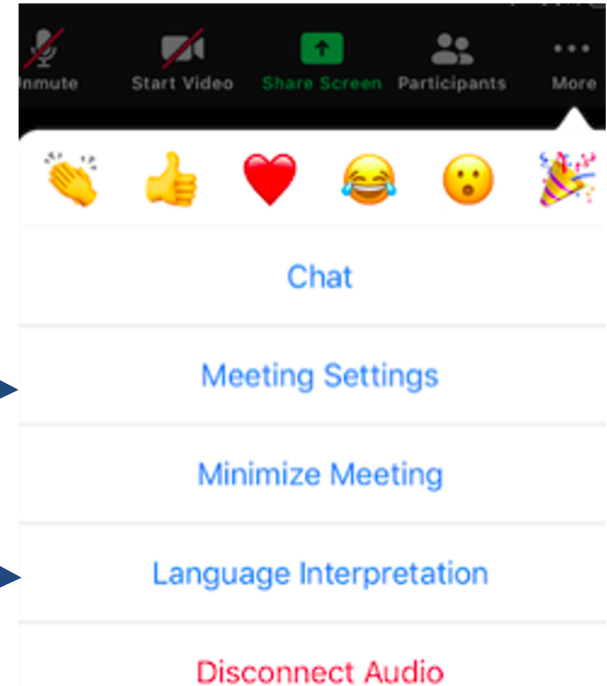 nmute Start Video Share Screen Participants More
Chat
Meeting Settings
Minimize Meeting
Language Interpretation
Disconnect Audio